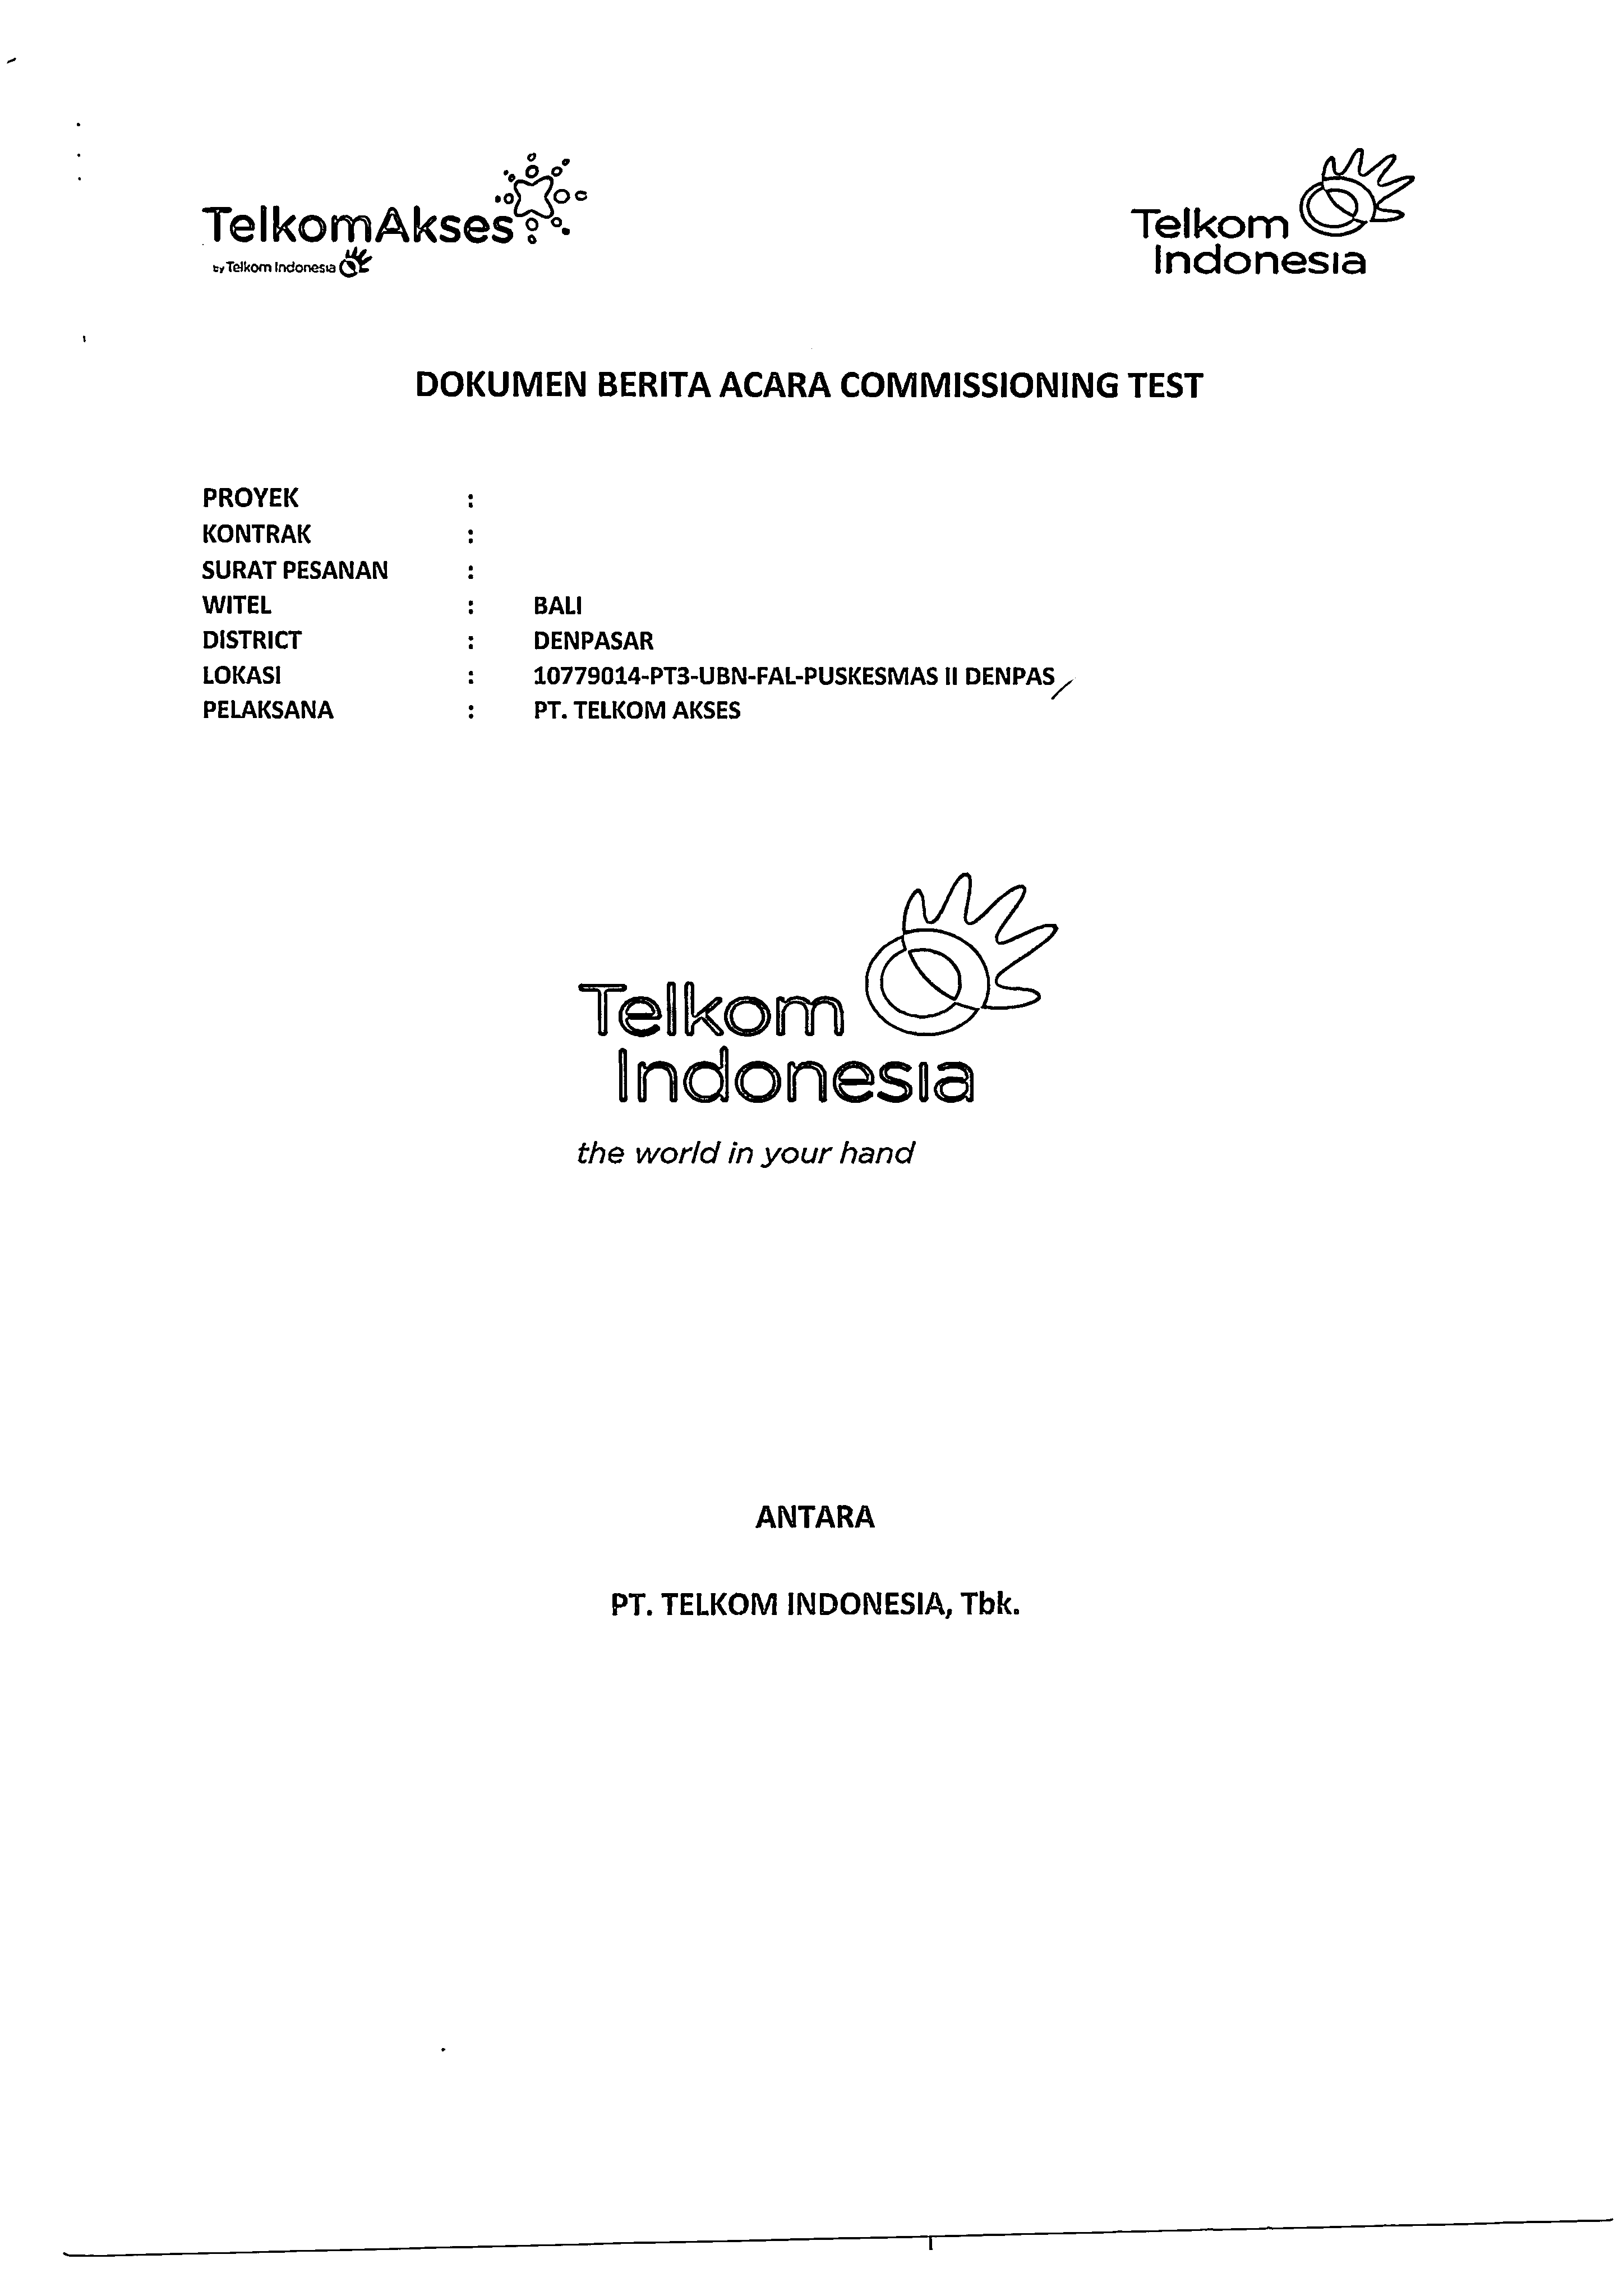 TelkomAkses
by Telkom Indonesia
Telkom
Indonesia
DOKUMEN BERITA ACARA COMMISSIONING TEST
PROYEK :
KONTRAK :
SURAT PESANAN :
WITEL : BALI
DISTRICT : DENPASAR
LOKASI : 10779014-PT3-UBN-FAL-PUSKESMAS II DENPAS
PELAKSANA : PT. TELKOM AKSES
Telkom
Indonesia
the world in your hand
ANTARA
PT. TELKOM INDONESIA, Tbk.